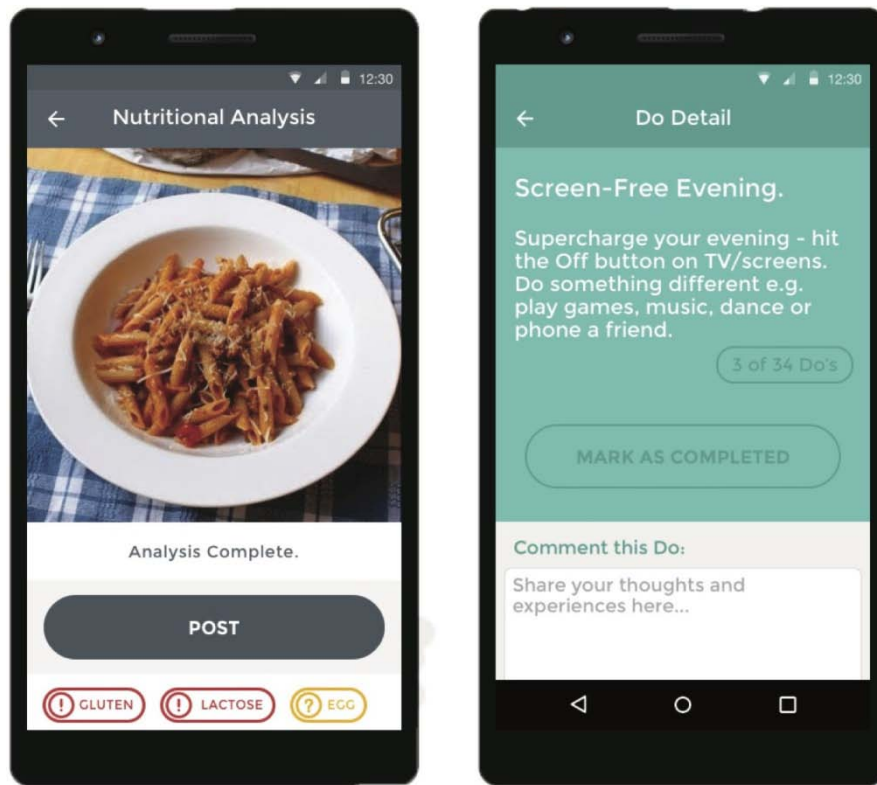 12:30
Nutritional Analysis
Analysis Complete.
POST
GLUTEN
LACTOSE
EGG
12:30
Do Detail
Screen-Free Evening.
Supercharge your evening - hit
the Off button on TV/screens.
Do something different e.g.
play games, music, dance or
phone a friend.
3 of 34 Do's
MARK AS COMPLETED
Comment this Do:
Share your thoughts and
experiences here...